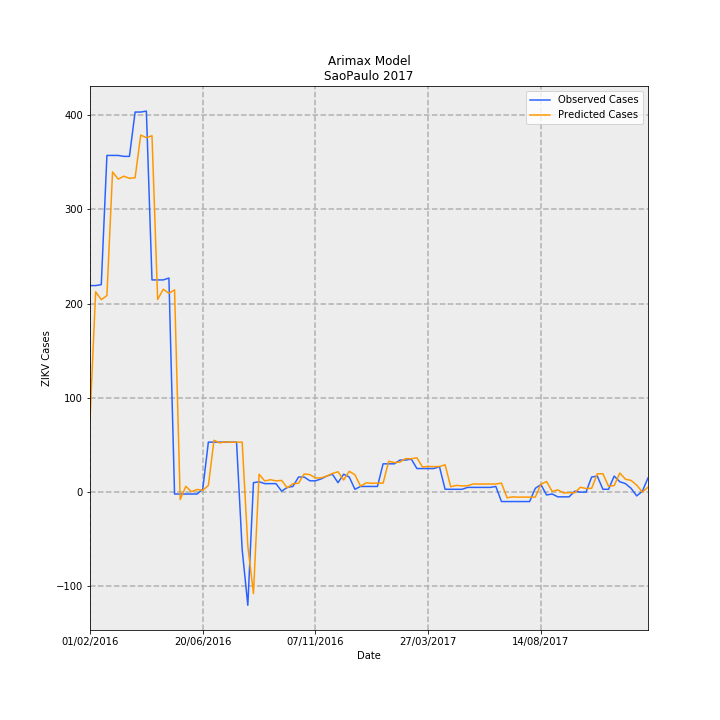 Arimax Model
SaoPaulo 2017
Observed Cases
Predicted Cases
400
300
200
100
0
−100
ZIKV Cases
01/02/2016
20/06/2016
07/11/2016
27/03/2017
14/08/2017
Date